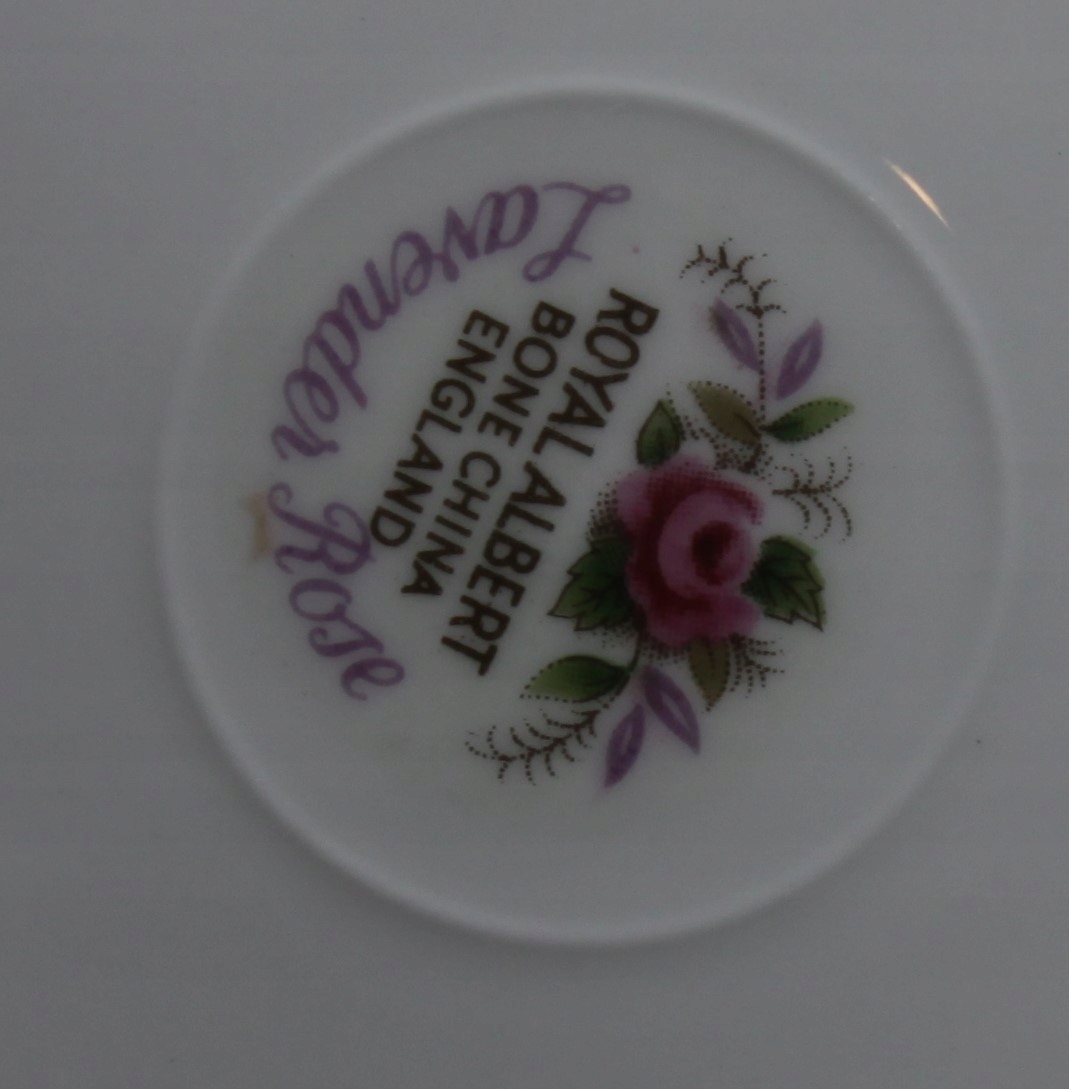 ROYAL ALBERT
BONE CHINA
ENGLAND
Lavender Rose